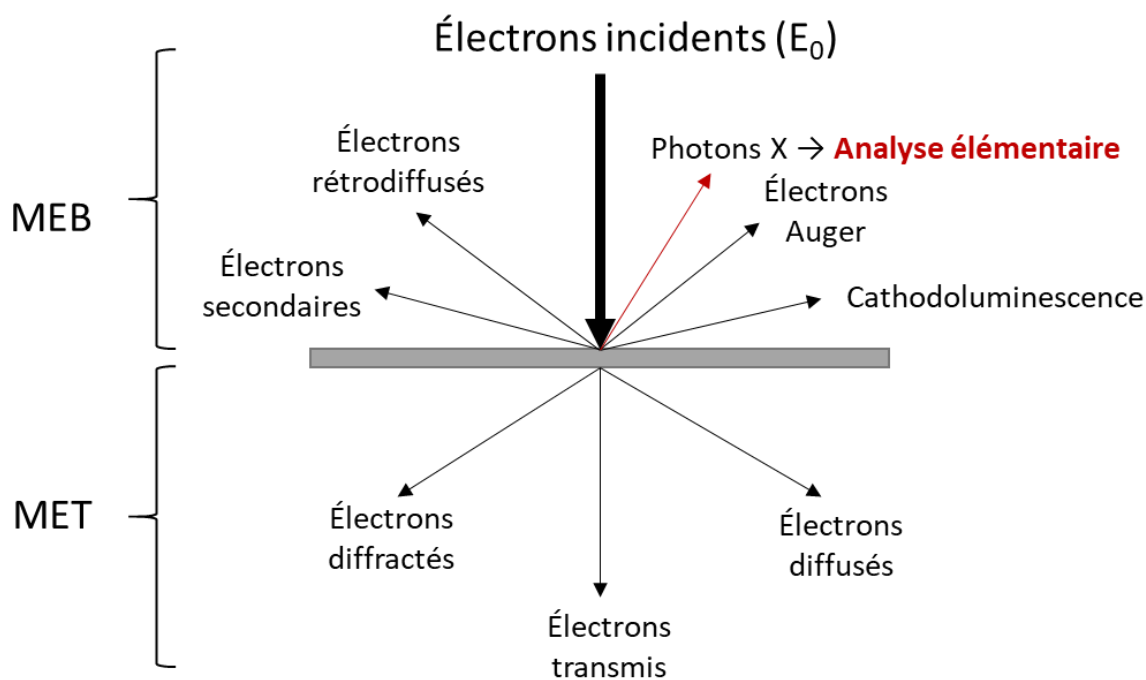 Électrons incidents (E₀)
Électrons
rétrodiffusés
Photons X → Analyse élémentaire
Électrons
Auger
MEB
Électrons
secondaires
Cathodoluminescence
MET
Électrons
diffractés
Électrons
diffusés
Électrons
transmis